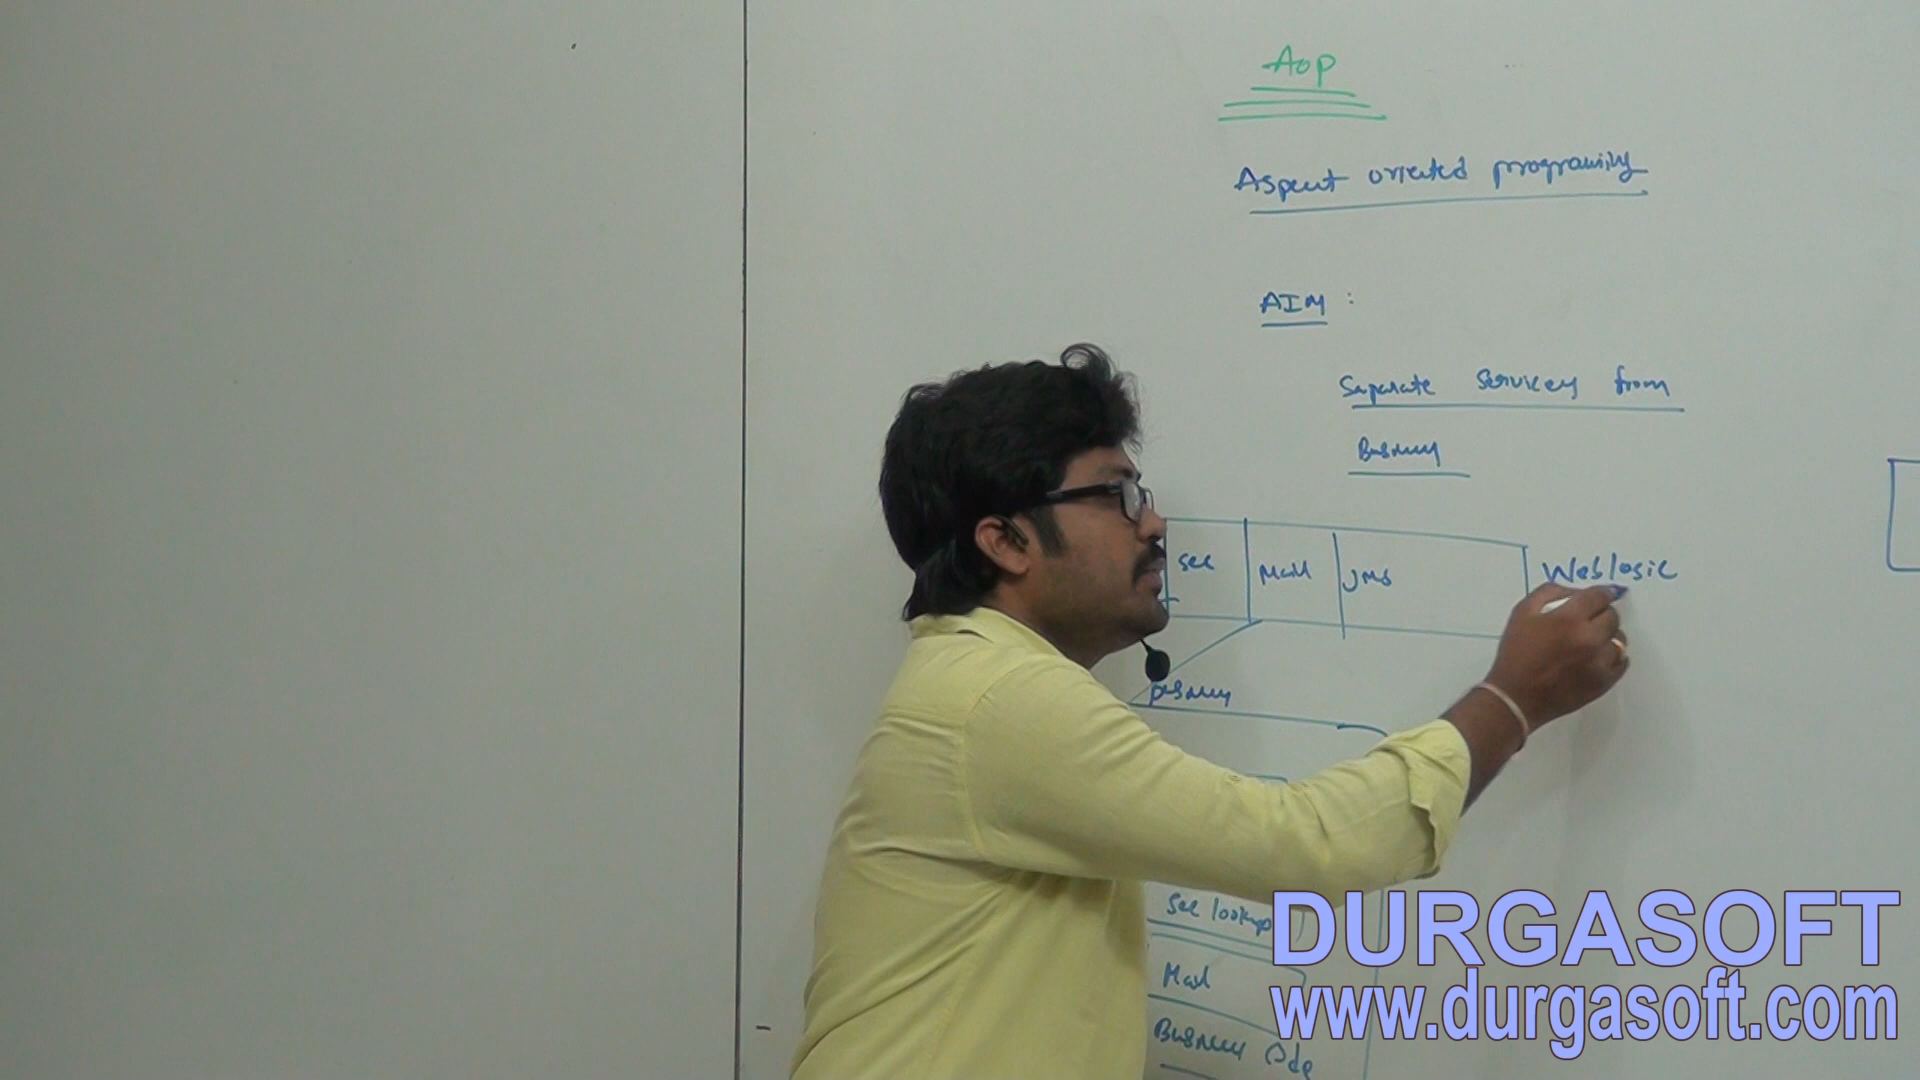 AOP
Aspect oriented programing
AIM :
Separate Services from
Business
sec
Mail
JMS
Weblogic
Business
sec lookup
Mail
Business Code
DURGASOFT
www.durgasoft.com